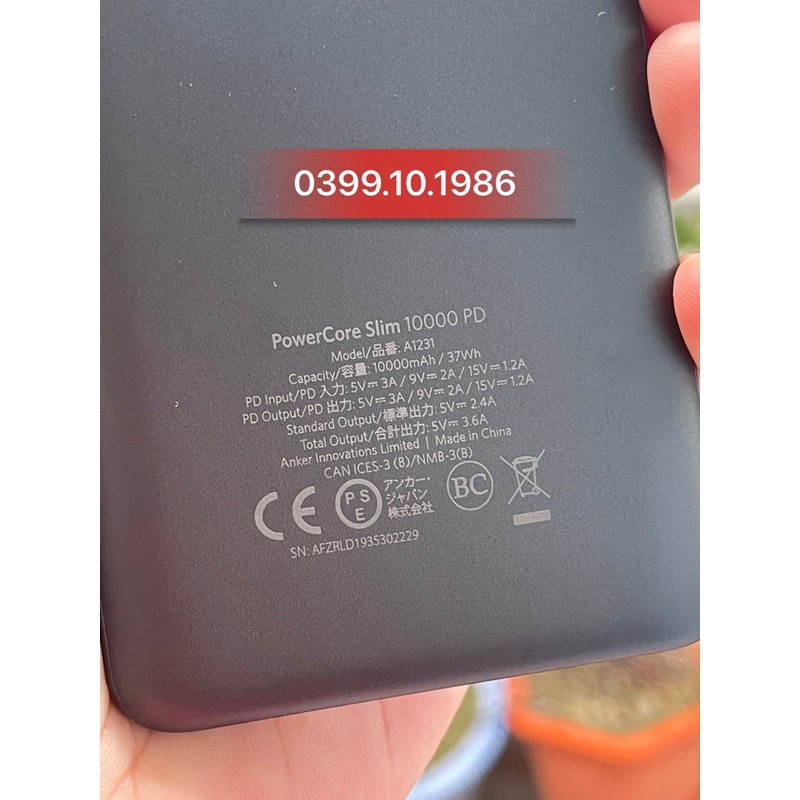 0399.10.1986
PowerCore Slim 10000 PD
Model/品番: A1231
Capacity/容量: 10000mAh / 37Wh
PD Input/PD 入力: 5V⎓3A / 9V⎓2A / 15V⎓1.2A
PD Output/PD 出力: 5V⎓3A / 9V⎓2A / 15V⎓1.2A
Standard Output/標準出力: 5V⎓2.4A
Total Output/合計出力: 5V⎓3.6A
Anker Innovations Limited | Made in China
CAN ICES-3 (B)/NMB-3(B)
CE
PSE
アンカー・
ジャパン
株式会社
BC
SN: AFZRLD1935302229